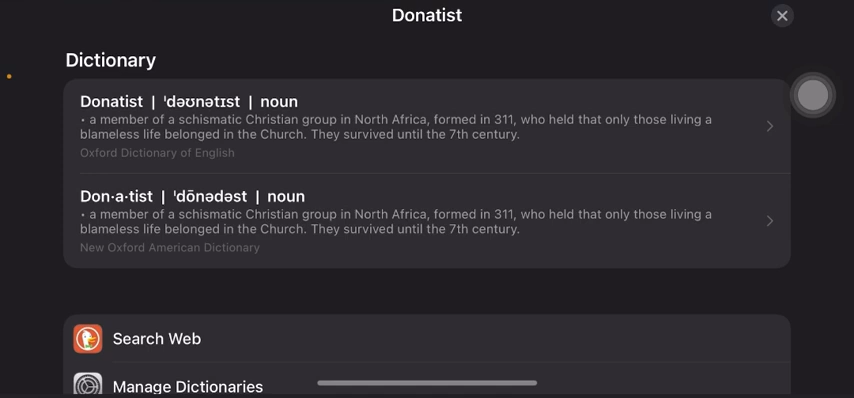 Donatist
Dictionary
Donatist | ˈdəʊnətɪst | noun
• a member of a schismatic Christian group in North Africa, formed in 311, who held that only those living a
blameless life belonged in the Church. They survived until the 7th century.
Oxford Dictionary of English
Don·a·tist | ˈdōnədəst | noun
• a member of a schismatic Christian group in North Africa, formed in 311, who held that only those living a
blameless life belonged in the Church. They survived until the 7th century.
New Oxford American Dictionary
Search Web
Manage Dictionaries